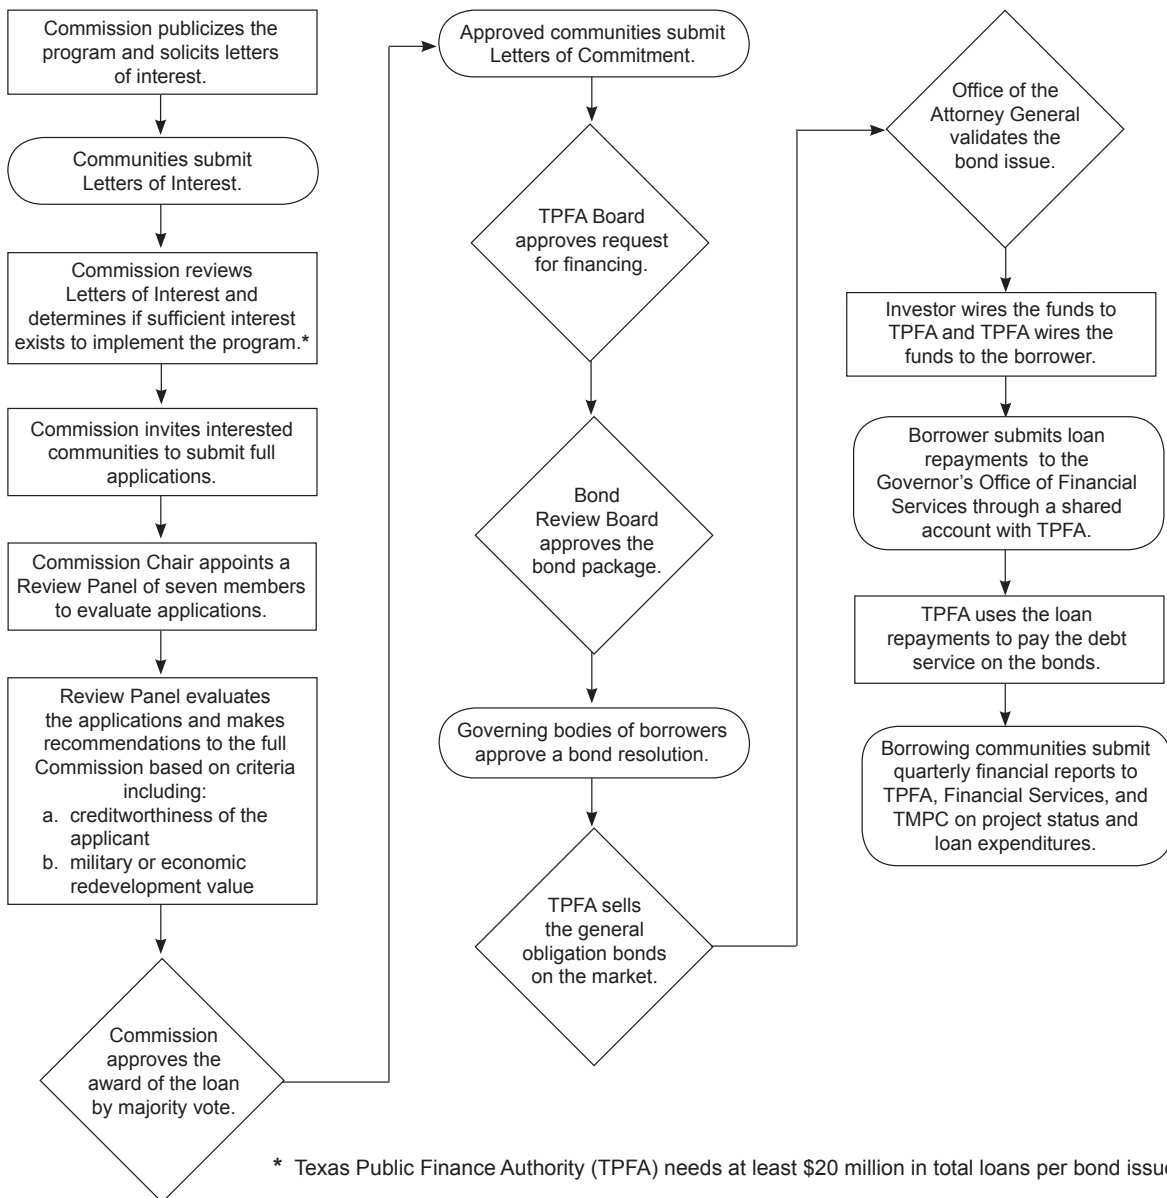 Commission publicizes the
program and solicits letters
of interest.
Communities submit
Letters of Interest.
Commission reviews
Letters of Interest and
determines if sufficient interest
exists to implement the program.*
Commission invites interested
communities to submit full
applications.
Commission Chair appoints a
Review Panel of seven members
to evaluate applications.
Review Panel evaluates
the applications and makes
recommendations to the full
Commission based on criteria
including:
a. creditworthiness of the
applicant
b. military or economic
redevelopment value
Commission
approves the
award of the loan
by majority vote.
Approved communities submit
Letters of Commitment.
TPFA Board
approves request
for financing.
Bond
Review Board
approves the
bond package.
Governing bodies of borrowers
approve a bond resolution.
TPFA sells
the general
obligation bonds
on the market.
Office of the
Attorney General
validates the
bond issue.
Investor wires the funds to
TPFA and TPFA wires the
funds to the borrower.
Borrower submits loan
repayments to the
Governor's Office of Financial
Services through a shared
account with TPFA.
TPFA uses the loan
repayments to pay the debt
service on the bonds.
Borrowing communities submit
quarterly financial reports to
TPFA, Financial Services, and
TMPC on project status and
loan expenditures.
* Texas Public Finance Authority (TPFA) needs at least $20 million in total loans per bond issue